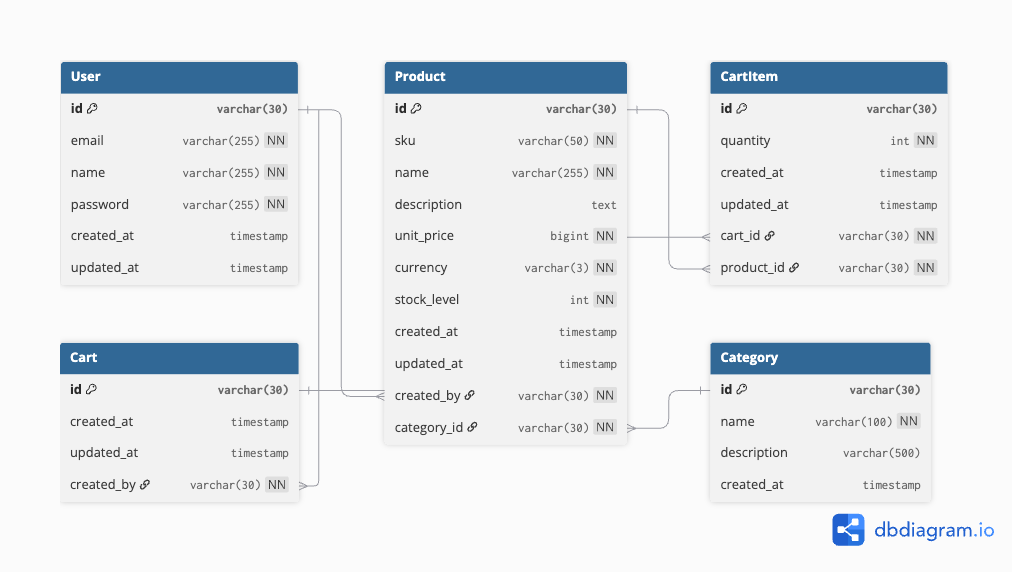 User
id varchar(30)
email varchar(255) NN
name varchar(255) NN
password varchar(255) NN
created_at timestamp
updated_at timestamp
Product
id varchar(30)
sku varchar(50) NN
name varchar(255) NN
description text
unit_price bigint NN
currency varchar(3) NN
stock_level int NN
created_at timestamp
updated_at timestamp
created_by varchar(30) NN
category_id varchar(30) NN
CartItem
id varchar(30)
quantity int NN
created_at timestamp
updated_at timestamp
cart_id varchar(30) NN
product_id varchar(30) NN
Cart
id varchar(30)
created_at timestamp
updated_at timestamp
created_by varchar(30) NN
Category
id varchar(30)
name varchar(100) NN
description varchar(500)
created_at timestamp
dbdiagram.io